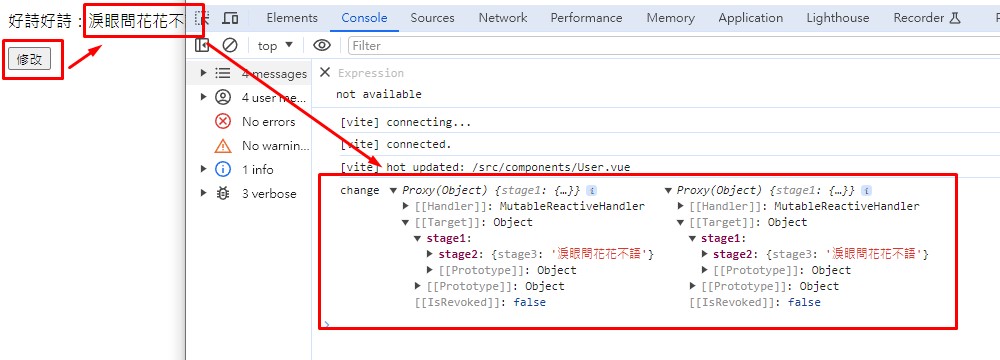 好詩好詩：淚眼問花花不
修改
Elements Console Sources Network Performance Memory Application Lighthouse Recorder
top Filter
4 messages
4 user me...
No errors
No warnin...
1 info
3 verbose
Expression
not available
[vite] connecting...
[vite] connected.
[vite] hot updated: /src/components/User.vue
change Proxy(Object) {stage1: {…}} i Proxy(Object) {stage1: {…}} i
[[Handler]]: MutableReactiveHandler [[Handler]]: MutableReactiveHandler
[[Target]]: Object [[Target]]: Object
stage1: stage1:
stage2: {stage3: '淚眼問花花不語'} stage2: {stage3: '淚眼問花花不語'}
[[Prototype]]: Object [[Prototype]]: Object
[[Prototype]]: Object [[Prototype]]: Object
[[IsRevoked]]: false [[IsRevoked]]: false